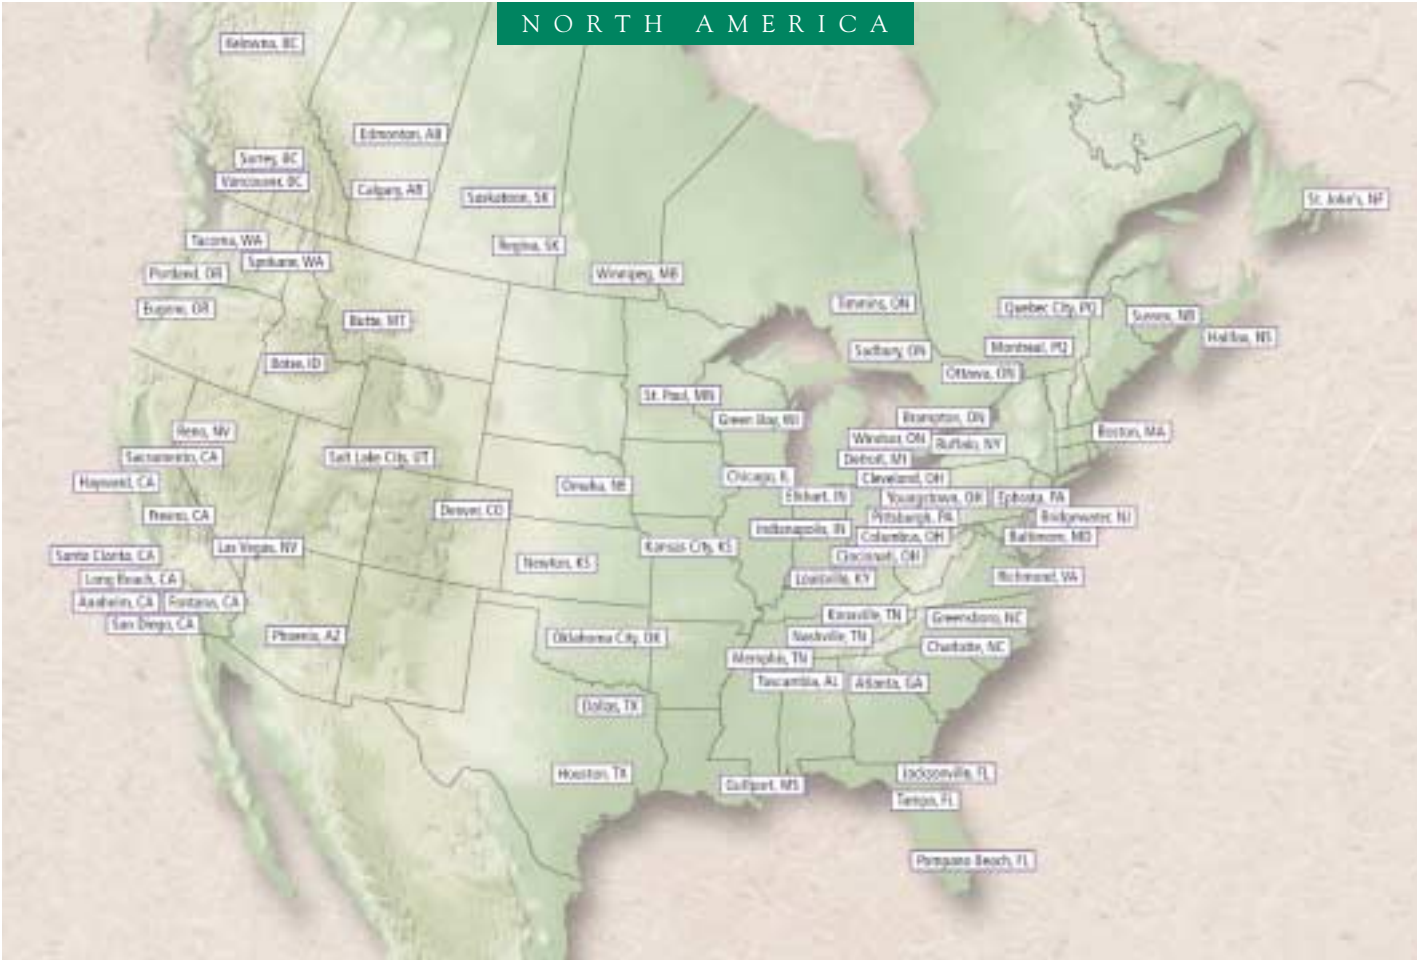 NORTH AMERICA
Kelowna, BC
Edmonton, AB
Surrey, BC
Vancouver, BC
Calgary, AB
Saskatoon, SK
St. John's, NF
Tacoma, WA
Regina, SK
Spokane, WA
Portland, OR
Winnipeg, MB
Eugene, OR
Timmins, ON
Quebec City, PQ
Butte, MT
Sussex, NB
Halifax, NS
Sudbury, ON
Montreal, PQ
Boise, ID
Ottawa, ON
St. Paul, MN
Green Bay, WI
Brampton, ON
Reno, NV
Boston, MA
Windsor, ON
Buffalo, NY
Sacramento, CA
Salt Lake City, UT
Detroit, MI
Hayward, CA
Chicago, IL
Cleveland, OH
Omaha, NB
Elkhart, IN
Youngstown, OH
Ephrata, PA
Fresno, CA
Denver, CO
Pittsburgh, PA
Bridgewater, NJ
Indianapolis, IN
Columbus, OH
Baltimore, MD
Las Vegas, NV
Kansas City, KS
Santa Clarita, CA
Cincinnati, OH
Newton, KS
Long Beach, CA
Louisville, KY
Richmond, VA
Anaheim, CA
Fontana, CA
San Diego, CA
Knoxville, TN
Greensboro, NC
Phoenix, AZ
Oklahoma City, OK
Nashville, TN
Charlotte, NC
Memphis, TN
Tuscumbia, AL
Atlanta, GA
Dallas, TX
Houston, TX
Gulfport, MS
Jacksonville, FL
Tampa, FL
Pompano Beach, FL